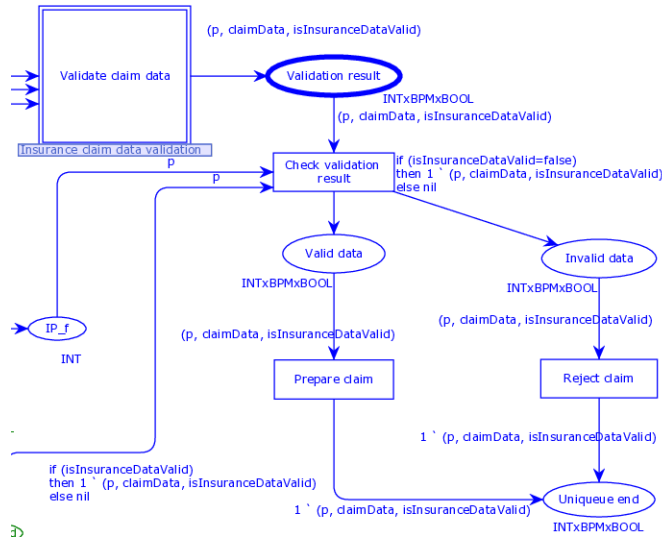 (p, claimData, isInsuranceDataValid)
Validate claim data
Validation result
INTxBPMxBOOL
(p, claimData, isInsuranceDataValid)
Insurance claim data validation
p
p
Check validation
result
if (isInsuranceDataValid=false)
then 1 ` (p, claimData, isInsuranceDataValid)
else nil
Valid data
INTxBPMxBOOL
Invalid data
INTxBPMxBOOL
IP_f
INT
(p, claimData, isInsuranceDataValid)
(p, claimData, isInsuranceDataValid)
Prepare claim
Reject claim
1 ` (p, claimData, isInsuranceDataValid)
if (isInsuranceDataValid)
then 1 ` (p, claimData, isInsuranceDataValid)
else nil
1 ` (p, claimData, isInsuranceDataValid)
Uniqueue end
INTxBPMxBOOL